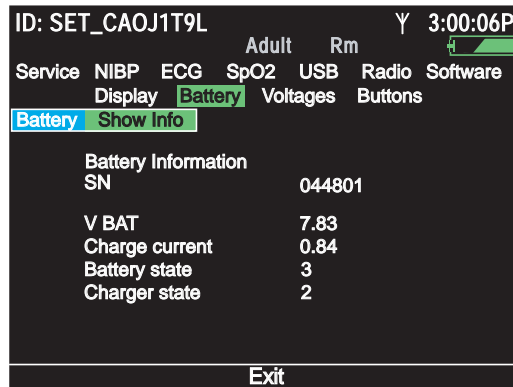 ID: SET_CAOJ1T9L 3:00:06P
Adult Rm
Service NIBP ECG SpO2 USB Radio Software
Display Battery Voltages Buttons
Battery Show Info
Battery Information
SN 044801
V BAT 7.83
Charge current 0.84
Battery state 3
Charger state 2
Exit